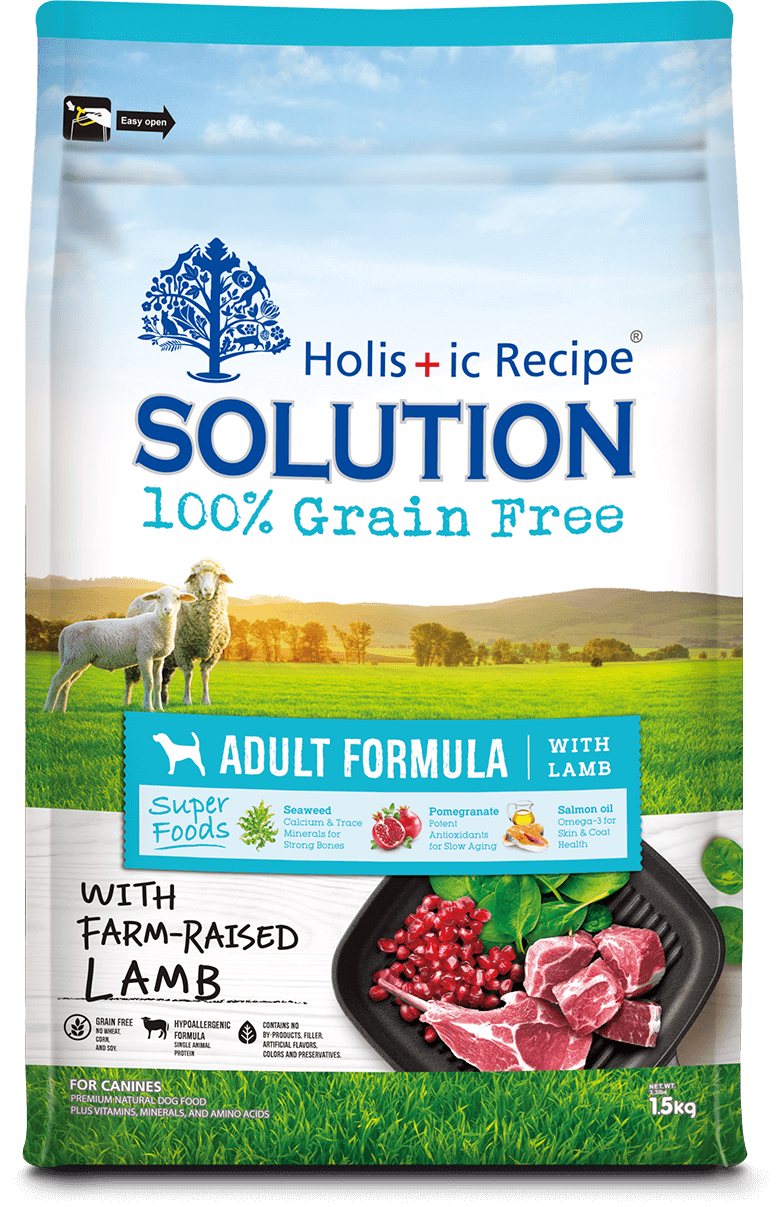 Easy open
Holis+ic Recipe®
SOLUTION
100% Grain Free
ADULT FORMULA
WITH
LAMB
Super
Foods
Seaweed
Calcium & Trace
Minerals for
Strong Bones
Pomegranate
Potent
Antioxidants
for Slow Aging
Salmon oil
Omega-3 for
Skin & Coat
Health
WITH
FARM-RAISED
LAMB
GRAIN FREE
NO WHEAT,
CORN,
AND SOY.
HYPOALLERGENIC
FORMULA
SINGLE ANIMAL
PROTEIN
CONTAINS NO
BY-PRODUCTS, FILLER,
ARTIFICIAL FLAVORS,
COLORS AND PRESERVATIVES.
FOR CANINES
PREMIUM NATURAL DOG FOOD
PLUS VITAMINS, MINERALS, AND AMINO ACIDS
NET.WT.
3.3lbs
1.5kg